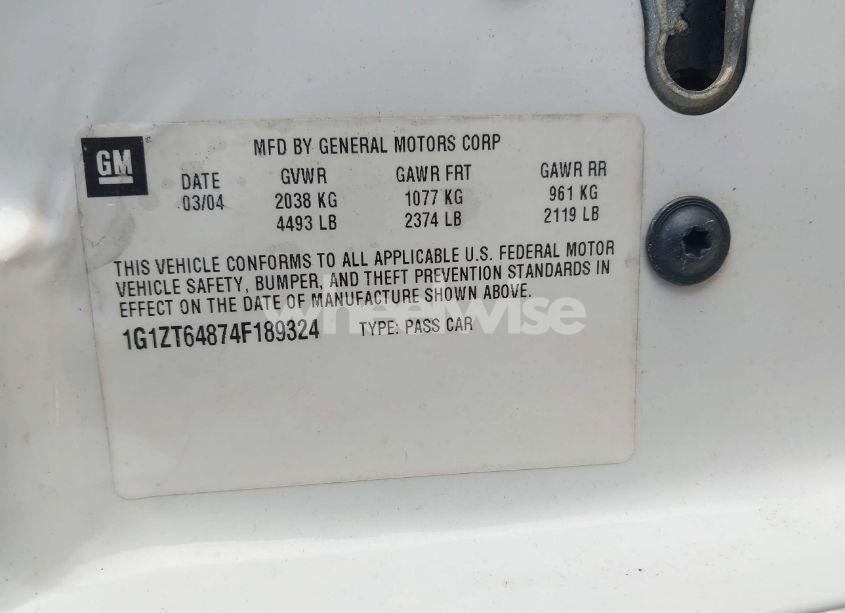 GM
MFD BY GENERAL MOTORS CORP
DATE GVWR GAWR FRT GAWR RR
03/04 2038 KG 1077 KG 961 KG
4493 LB 2374 LB 2119 LB
THIS VEHICLE CONFORMS TO ALL APPLICABLE U.S. FEDERAL MOTOR
VEHICLE SAFETY, BUMPER, AND THEFT PREVENTION STANDARDS IN
EFFECT ON THE DATE OF MANUFACTURE SHOWN ABOVE.
wheelwise
1G1ZT64874F189324 TYPE: PASS CAR